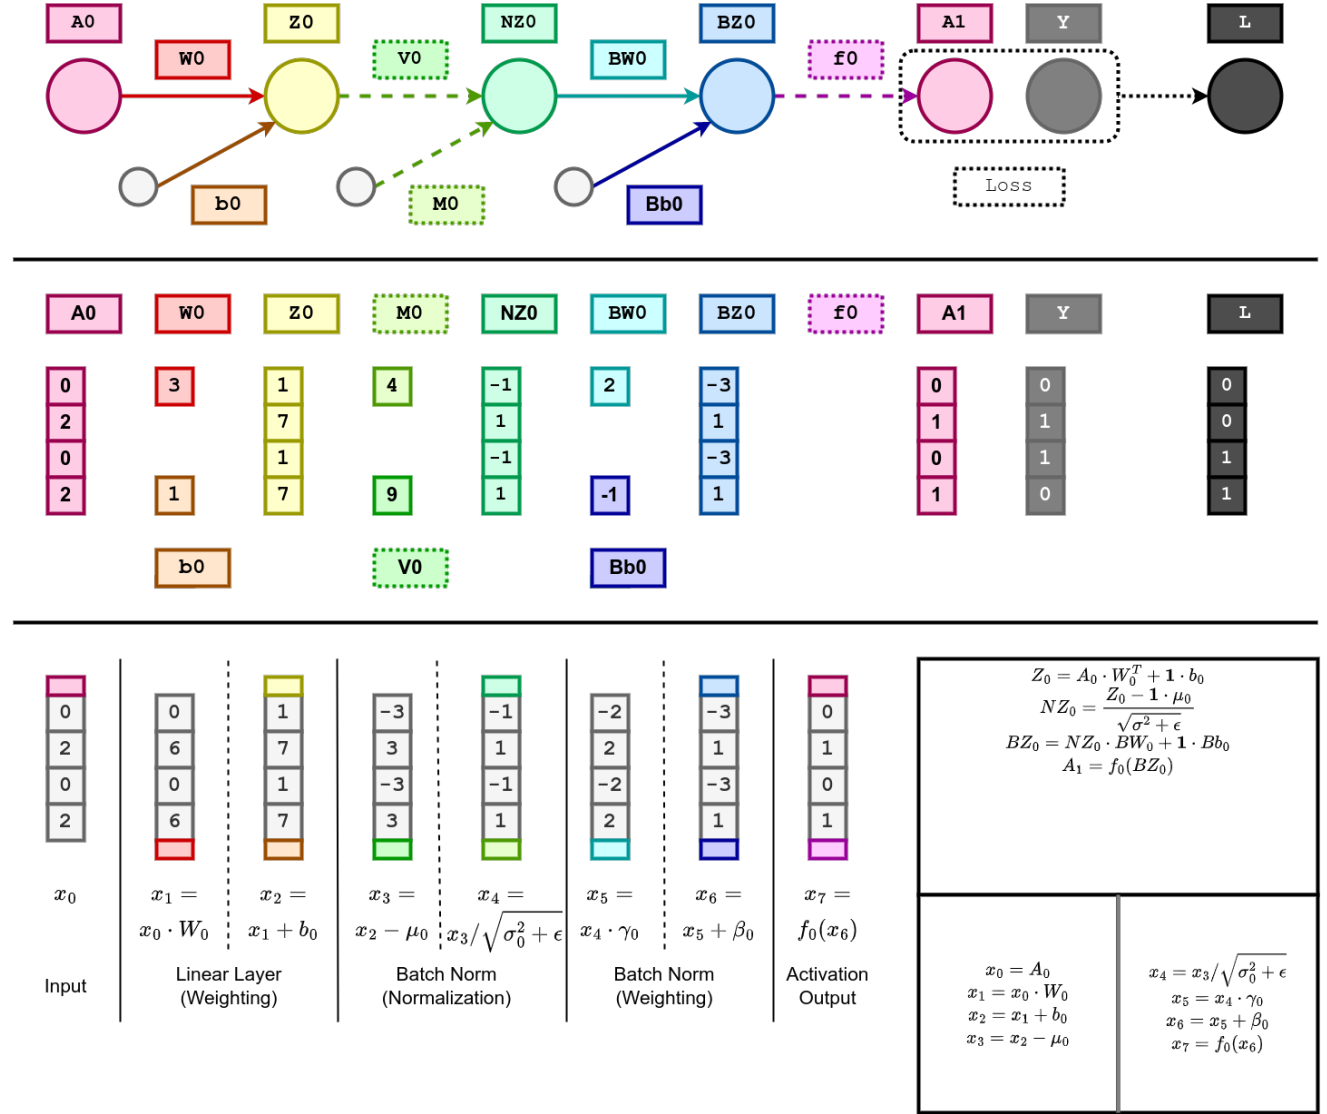 A0 Z0 NZ0 BZ0 A1 Y L
W0 V0 BW0 f0
b0 M0 Bb0 Loss
A0 W0 Z0 M0 NZ0 BW0 BZ0 f0 A1 Y L
0 3 1 4 -1 2 -3 0 0 0
2 7 1 1 1 1 0
0 1 -1 -3 0 1 1
2 1 7 9 1 -1 1 1 0 1
b0 V0 Bb0
0 0 1 -3 -1 -2 -3 0
2 6 7 3 1 2 1 1
0 0 1 -3 -1 -2 -3 0
2 6 7 3 1 2 1 1
x₀ x₁ = x₂ = x₃ = x₄ = x₅ = x₆ = x₇ =
x₀ · W₀ x₁ + b₀ x₂ − μ₀ x₃/√(σ₀² + ϵ) x₄ · γ₀ x₅ + β₀ f₀(x₆)
Input Linear Layer Batch Norm Batch Norm Activation
(Weighting) (Normalization) (Weighting) Output
Z₀ = A₀ · W₀ᵀ + 1 · b₀
NZ₀ = (Z₀ − 1 · μ₀)/√(σ² + ϵ)
BZ₀ = NZ₀ · BW₀ + 1 · Bb₀
A₁ = f₀(BZ₀)
x₀ = A₀
x₁ = x₀ · W₀
x₂ = x₁ + b₀
x₃ = x₂ − μ₀
x₄ = x₃/√(σ₀² + ϵ)
x₅ = x₄ · γ₀
x₆ = x₅ + β₀
x₇ = f₀(x₆)